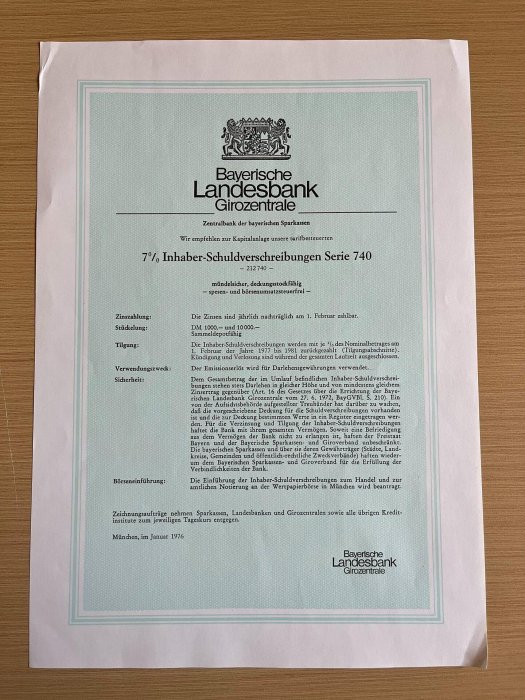 Bayerische
Landesbank
Girozentrale
Zentralbank der bayerischen Sparkassen
Wir empfehlen zur Kapitalanlage unsere tarifbesteuerten
7% Inhaber-Schuldverschreibungen Serie 740
– 212 740 –
mündelsicher, deckungsstockfähig
– spesen- und börsenumsatzsteuerfrei –
Zinszahlung: Die Zinsen sind jährlich nachträglich am 1. Februar zahlbar.
Stückelung: DM 1000,— und 10 000,—
Sammeldepotfähig
Tilgung: Die Inhaber-Schuldverschreibungen werden mit je 1/5 des Nominalbetrages am
1. Februar der Jahre 1977 bis 1981 zurückgezahlt (Tilgungsabschnitte).
Kündigung und Verlosung sind während der gesamten Laufzeit ausgeschlossen.
Verwendungszweck: Der Emissionserlös wird für Darlehensgewährungen verwendet.
Sicherheit: Dem Gesamtbetrag der im Umlauf befindlichen Inhaber-Schuldverschrei-
bungen stehen stets Darlehen in gleicher Höhe und von mindestens gleichem
Zinsertrag gegenüber (Art. 16 des Gesetzes über die Errichtung der Baye-
rischen Landesbank Girozentrale vom 27. 6. 1972, BayGVBl. S. 210). Ein
von der Aufsichtsbehörde aufgestellter Treuhänder hat darüber zu wachen,
daß die vorgeschriebene Deckung für die Schuldverschreibungen vorhanden
ist und die zur Deckung bestimmten Werte in ein Register eingetragen wer-
den. Für die Verzinsung und Tilgung der Inhaber-Schuldverschreibungen
haftet die Bank mit ihrem gesamten Vermögen. Soweit eine Befriedigung
aus dem Vermögen der Bank nicht zu erlangen ist, haften der Freistaat
Bayern und der Bayerische Sparkassen- und Giroverband unbeschränkt.
Die bayerischen Sparkassen und über sie deren Gewährträger (Städte, Land-
kreise, Gemeinden und öffentlich-rechtliche Zweckverbände) haften wieder-
um dem Bayerischen Sparkassen- und Giroverband für die Erfüllung der
Verbindlichkeiten der Bank.
Börseneinführung: Die Einführung der Inhaber-Schuldverschreibungen zum Handel und zur
amtlichen Notierung an der Wertpapierbörse in München wird beantragt.
Zeichnungsaufträge nehmen Sparkassen, Landesbanken und Girozentralen sowie alle übrigen Kredit-
institute zum jeweiligen Tageskurs entgegen.
München, im Januar 1976
Bayerische
Landesbank
Girozentrale